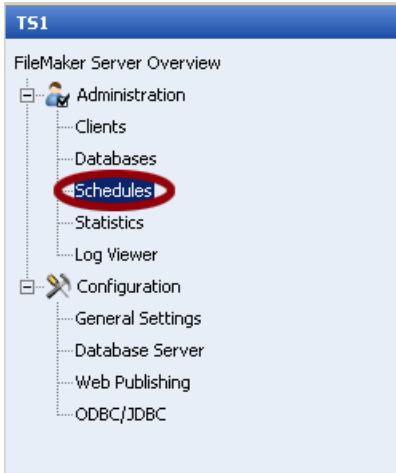 TS1
FileMaker Server Overview
Administration
Clients
Databases
Schedules
Statistics
Log Viewer
Configuration
General Settings
Database Server
Web Publishing
ODBC/JDBC